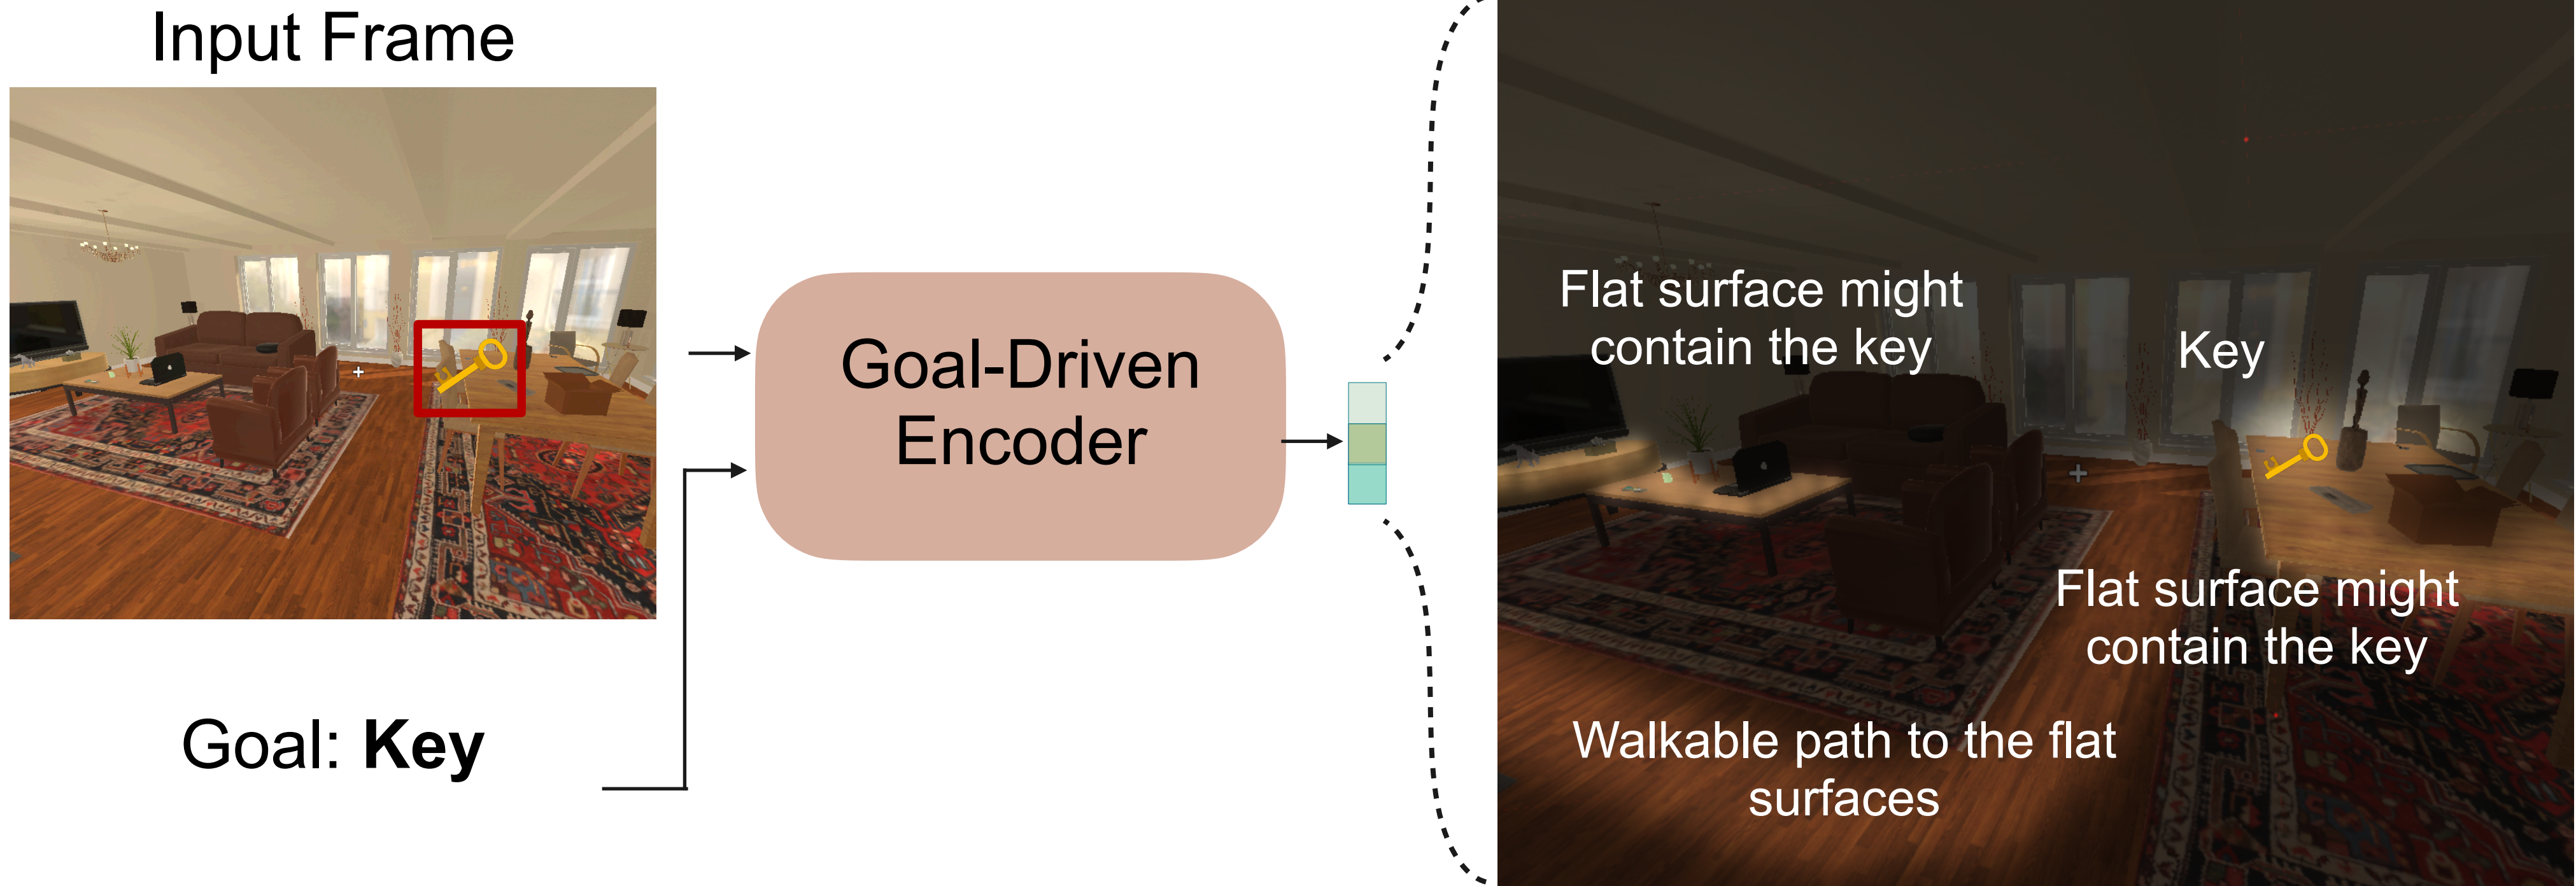 Input Frame
Goal: Key
Goal-Driven
Encoder
Flat surface might
contain the key
Key
Flat surface might
contain the key
Walkable path to the flat
surfaces